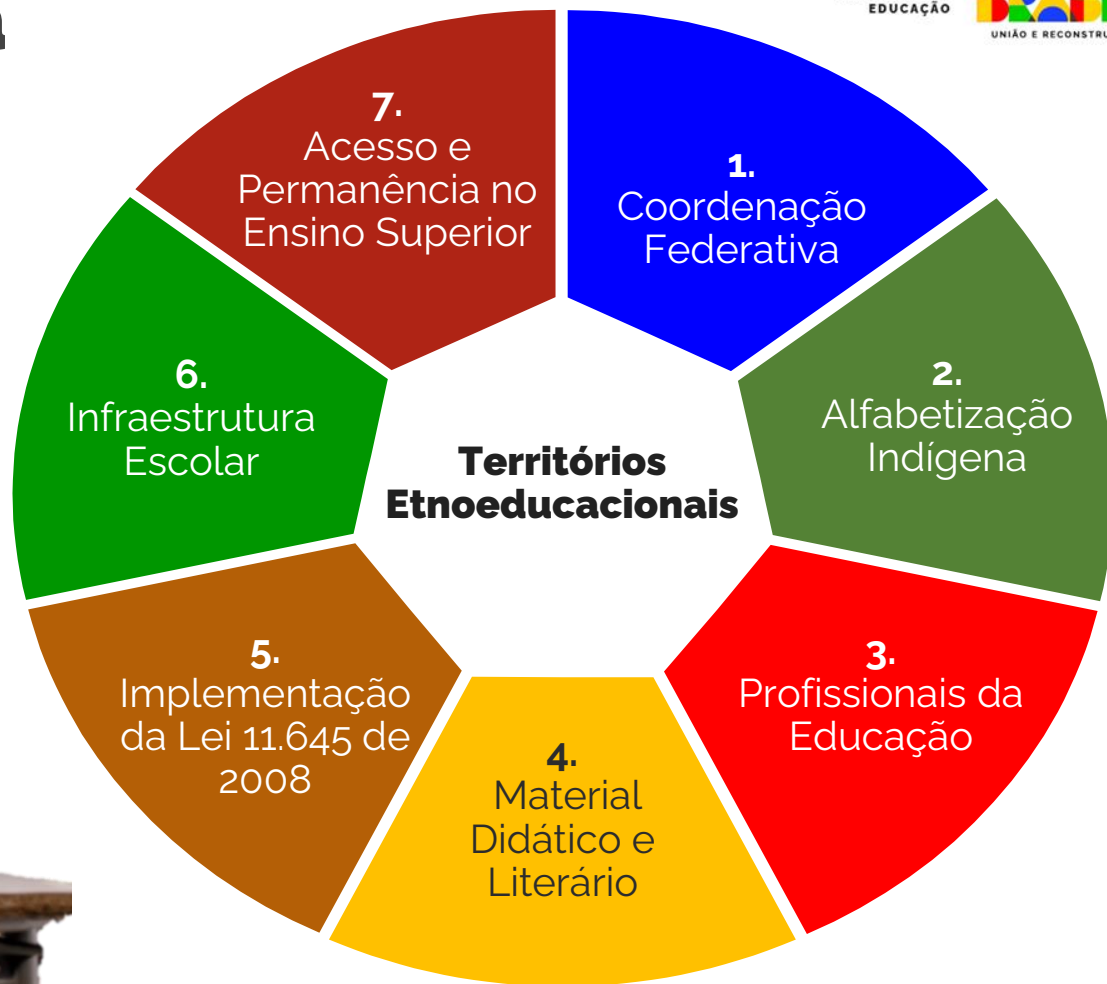 a
EDUCAÇÃO
BRASIL
UNIÃO E RECONSTRU
7.
Acesso e
Permanência no
Ensino Superior
1.
Coordenação
Federativa
6.
Infraestrutura
Escolar
2.
Alfabetização
Indígena
Territórios
Etnoeducacionais
5.
Implementação
da Lei 11.645 de
2008
3.
Profissionais da
Educação
4.
Material
Didático e
Literário